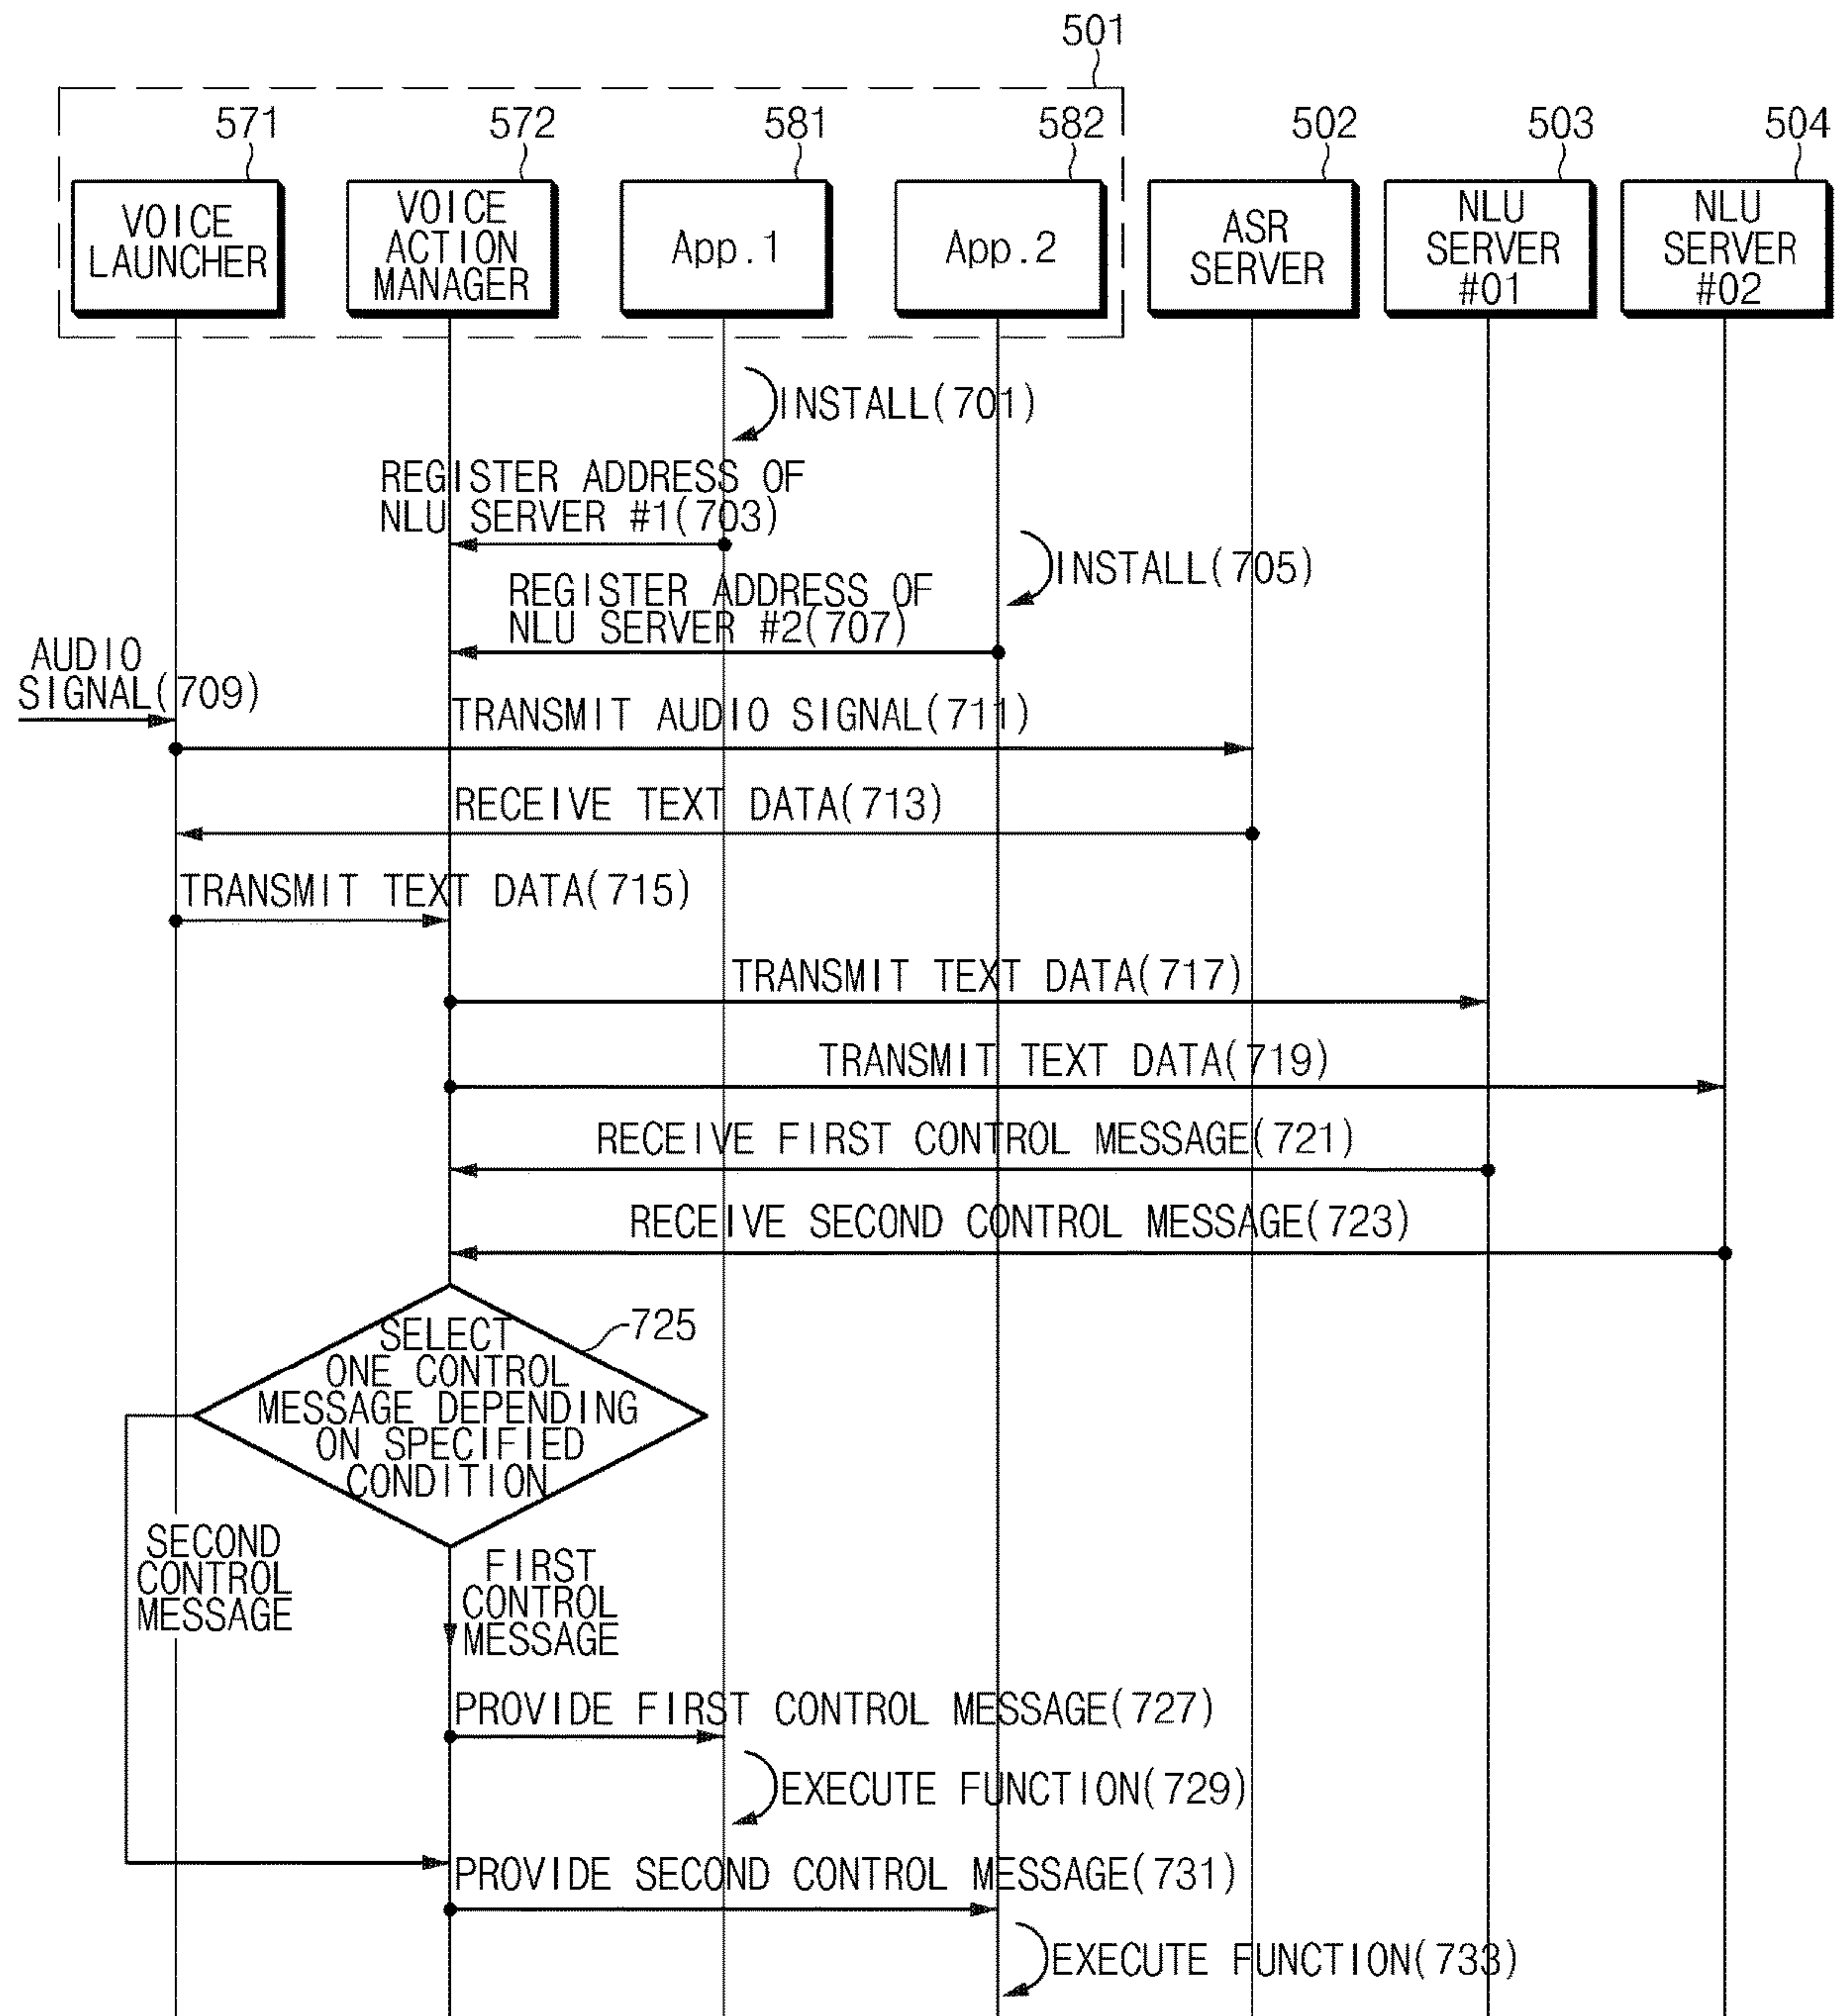 501
571
572
581
582
502
503
504
VOICE
LAUNCHER
VOICE
ACTION
MANAGER
App.1
App.2
ASR
SERVER
NLU
SERVER
#01
NLU
SERVER
#02
INSTALL(701)
REGISTER ADDRESS OF
NLU SERVER #1(703)
INSTALL(705)
REGISTER ADDRESS OF
NLU SERVER #2(707)
AUDIO
SIGNAL(709)
TRANSMIT AUDIO SIGNAL(711)
RECEIVE TEXT DATA(713)
TRANSMIT TEXT DATA(715)
TRANSMIT TEXT DATA(717)
TRANSMIT TEXT DATA(719)
RECEIVE FIRST CONTROL MESSAGE(721)
RECEIVE SECOND CONTROL MESSAGE(723)
725
SELECT
ONE CONTROL
MESSAGE DEPENDING
ON SPECIFIED
CONDITION
SECOND
CONTROL
MESSAGE
FIRST
CONTROL
MESSAGE
PROVIDE FIRST CONTROL MESSAGE(727)
EXECUTE FUNCTION(729)
PROVIDE SECOND CONTROL MESSAGE(731)
EXECUTE FUNCTION(733)